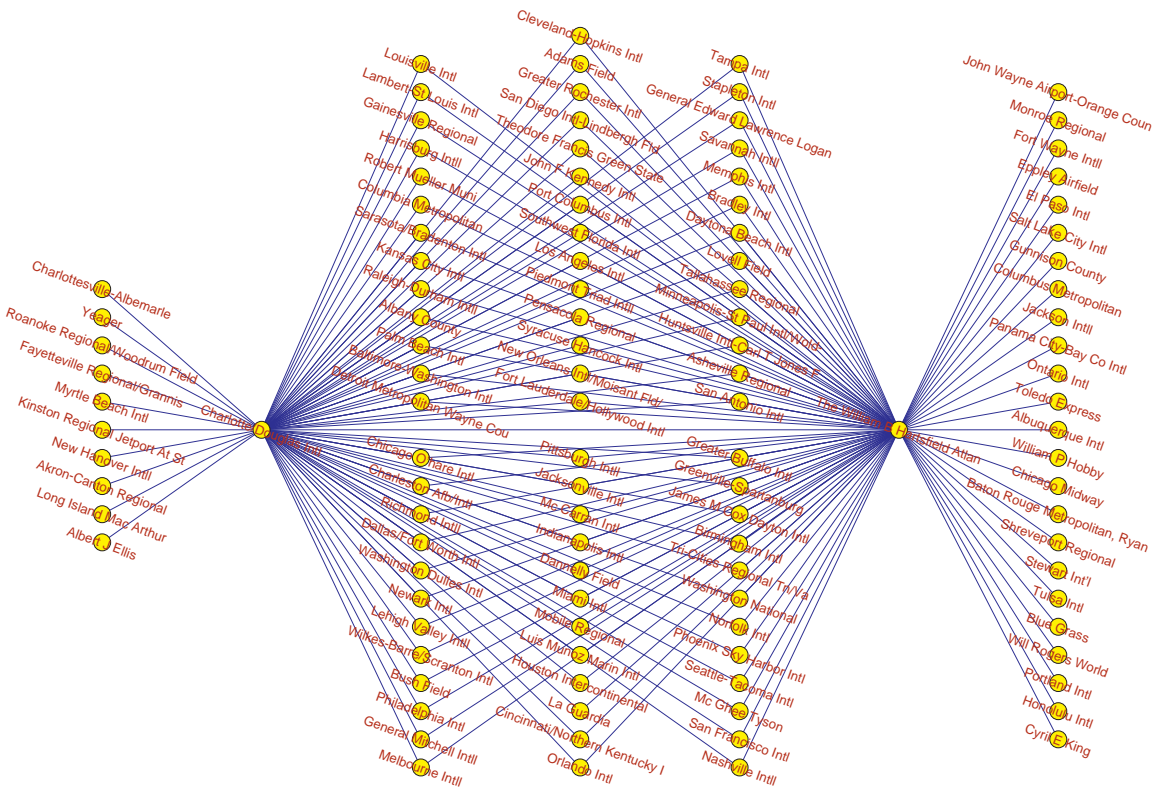 Charlottesville-Albemarle
Yeager
Roanoke Regional/Woodrum Field
Fayetteville Regional/Grannis
Myrtle Beach Intl
Kinston Regional Jetport At St
New Hanover Intll
Akron-Canton Regional
Long Island Mac Arthur
Albert J Ellis
Charlotte/Douglas Intl
Louisville Intl
Lambert-St Louis Intl
Gainesville Regional
Harrisburg Intll
Robert Mueller Muni
Columbia Metropolitan
Sarasota/Bradenton Intl
Kansas City Intl
Raleigh-Durham Intll
Albany County
Palm Beach Intl
Baltimore-Washington Intl
Detroit Metropolitan Wayne Cou
Chicago O'hare Intl
Charleston Afb/Intl
Richmond Intll
Dallas/Fort Worth Intl
Washington Dulles Intl
Newark Intl
Lehigh Valley Intll
Wilkes-Barre/Scranton Intl
Bush Field
Philadelphia Intl
General Mitchell Intll
Melbourne Intll
Cleveland-Hopkins Intl
Adams Field
Greater Rochester Intl
San Diego Intl-Lindbergh Fld
Theodore Francis Green State
John F Kennedy Intl
Port Columbus Intl
Southwest Florida Intl
Los Angeles Intl
Piedmont Triad Intll
Pensacola Regional
Syracuse Hancock Intl
New Orleans Intl/Moisant Fld/
Fort Lauderdale/Hollywood Intl
Pittsburgh Intll
Jacksonville Intl
Mc Carran Intl
Indianapolis Intl
Dannelly Field
Miami Intl
Mobile Regional
Luis Munoz Marin Intl
Houston Intercontinental
La Guardia
Cincinnati/Northern Kentucky I
Orlando Intl
Tampa Intl
Stapleton Intl
General Edward Lawrence Logan
Savannah Intll
Memphis Intl
Bradley Intl
Daytona Beach Intl
Lovell Field
Tallahassee Regional
Minneapolis-St Paul Intl/Wold-
Huntsville Intl-Carl T Jones F
Asheville Regional
San Antonio Intl
Greater Buffalo Intl
Greenville-Spartanburg
James M Cox Dayton Intl
Birmingham Intl
Tri-Cities Regional Tn/Va
Washington National
Norfolk Intl
Phoenix Sky Harbor Intl
Seattle-Tacoma Intl
Mc Ghee Tyson
San Francisco Intl
Nashville Intll
The William B Hartsfield Atlan
John Wayne Airport-Orange Coun
Monroe Regional
Fort Wayne Intll
Eppley Airfield
El Paso Intl
Salt Lake City Intl
Gunnison County
Columbus Metropolitan
Jackson Intll
Panama City-Bay Co Intl
Ontario Intl
Toledo Express
Albuquerque Intl
William P Hobby
Chicago Midway
Baton Rouge Metropolitan, Ryan
Shreveport Regional
Stewart Int'l
Tulsa Intl
Blue Grass
Will Rogers World
Portland Intl
Honolulu Intl
Cyril E King